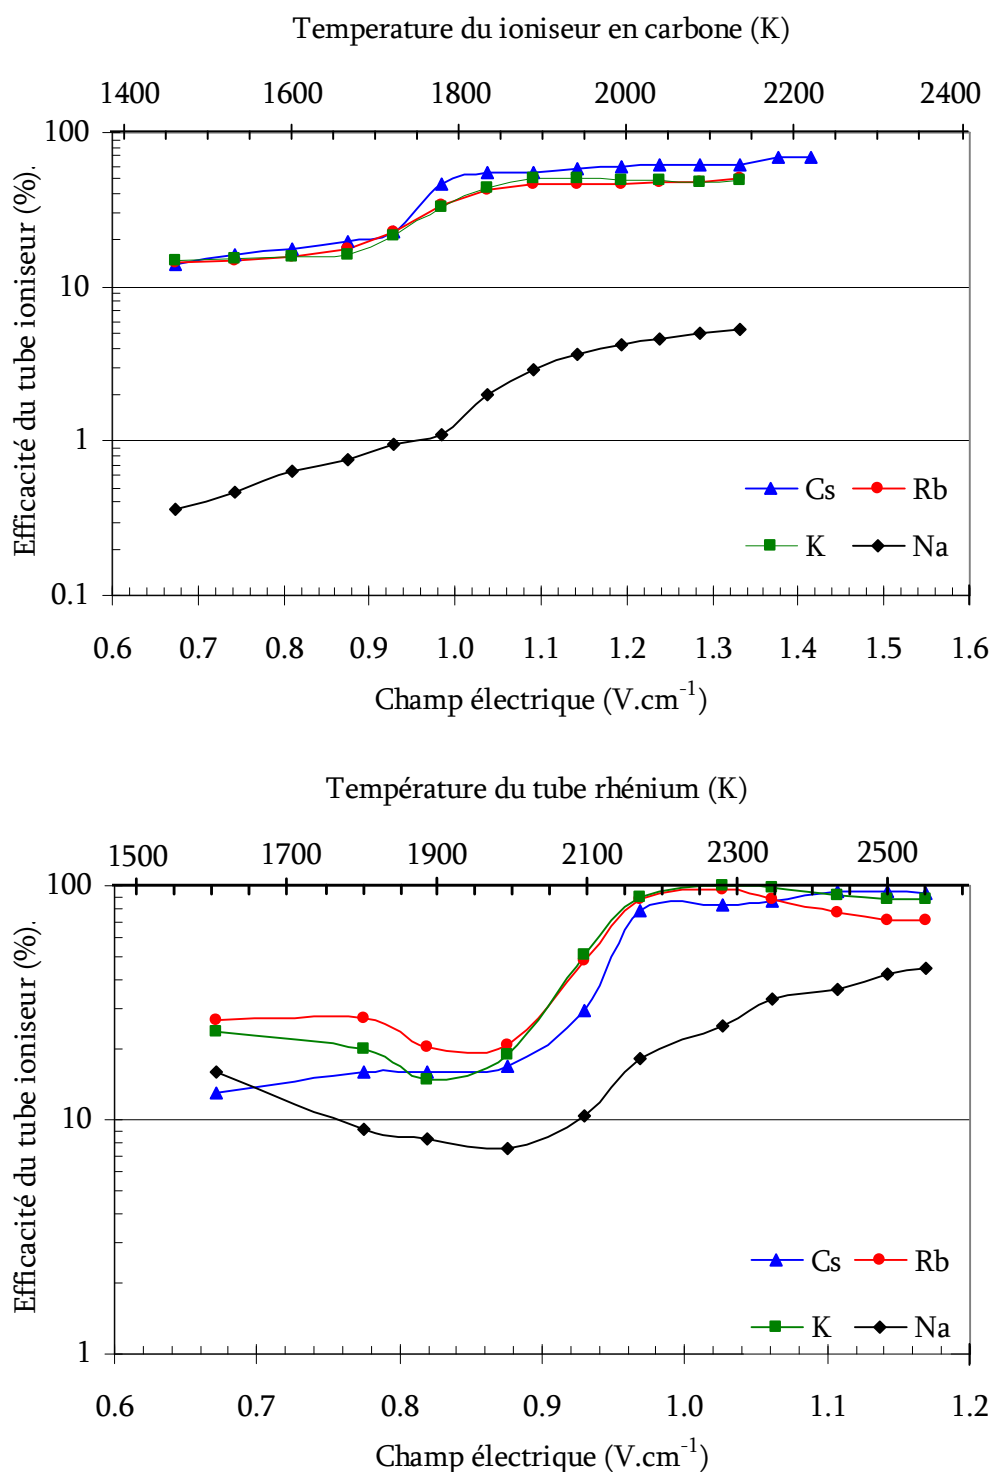 Temperature du ioniseur en carbone (K)
1400 1600 1800 2000 2200 2400
Efficacité du tube ioniseur (%).
100
10
1
0.1
Cs Rb
K Na
0.6 0.7 0.8 0.9 1.0 1.1 1.2 1.3 1.4 1.5 1.6
Champ électrique (V.cm⁻¹)
Température du tube rhénium (K)
1500 1700 1900 2100 2300 2500
Efficacité du tube ioniseur (%).
100
10
1
Cs Rb
K Na
0.6 0.7 0.8 0.9 1.0 1.1 1.2
Champ électrique (V.cm⁻¹)